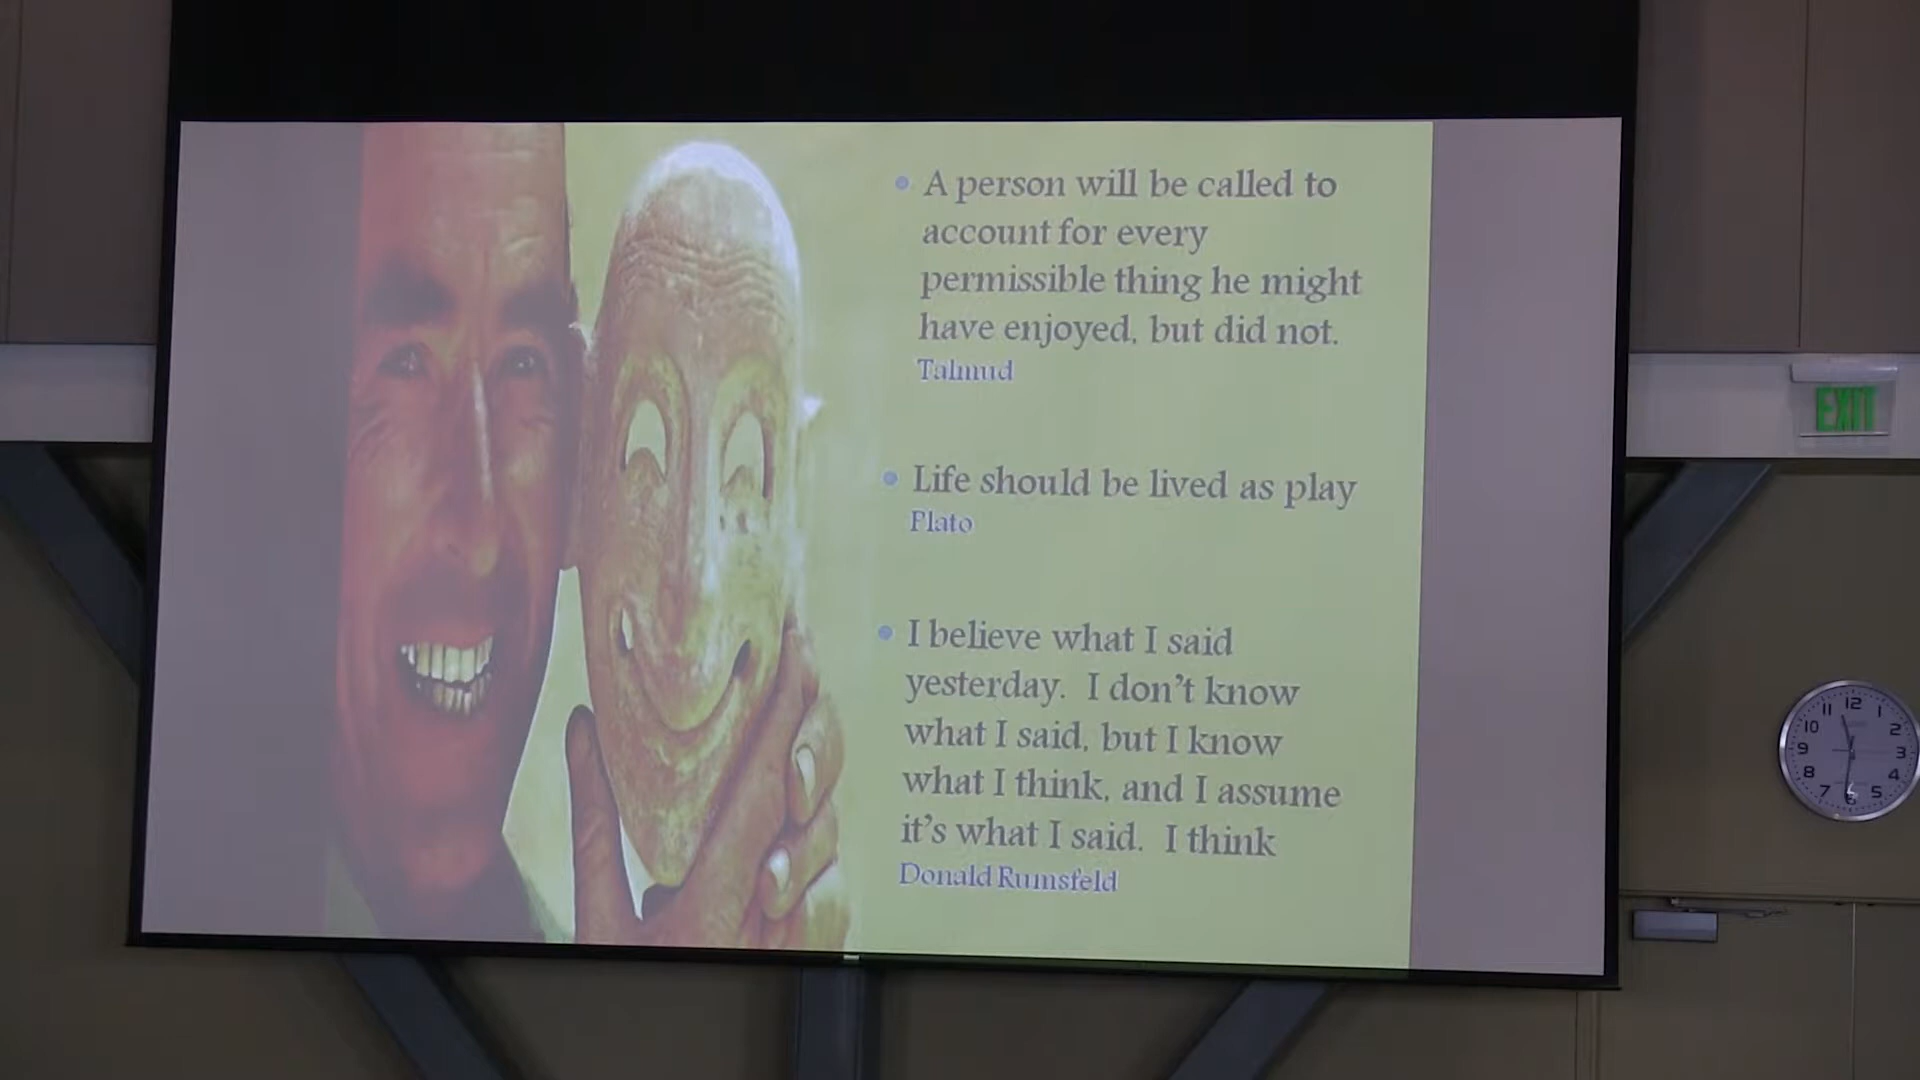 A person will be called to
account for every
permissible thing he might
have enjoyed, but did not.
Talmud
Life should be lived as play
Plato
I believe what I said
yesterday. I don't know
what I said, but I know
what I think, and I assume
it's what I said. I think
Donald Rumsfeld
EXIT
12
11 1
10 2
9 3
8 4
7 5
6